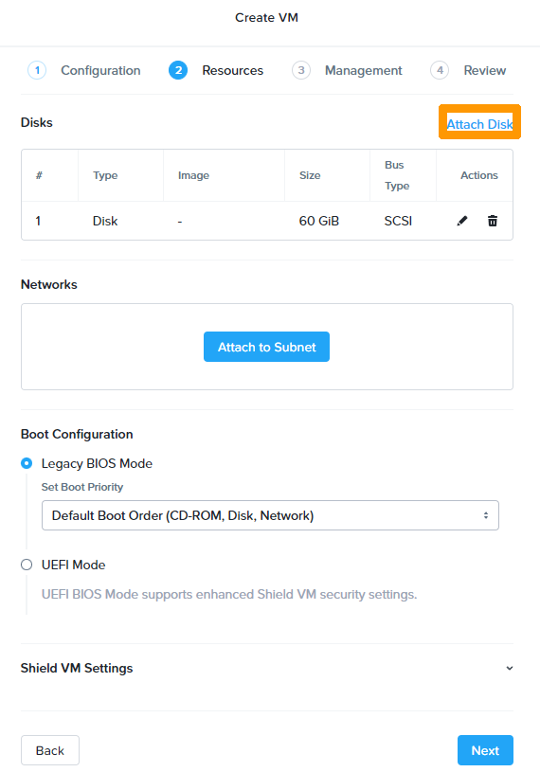 Create VM
1 Configuration 2 Resources 3 Management 4 Review
Disks Attach Disk
# Type Image Size Bus Type Actions
1 Disk - 60 GiB SCSI
Networks
Attach to Subnet
Boot Configuration
Legacy BIOS Mode
Set Boot Priority
Default Boot Order (CD-ROM, Disk, Network)
UEFI Mode
UEFI BIOS Mode supports enhanced Shield VM security settings.
Shield VM Settings
Back Next